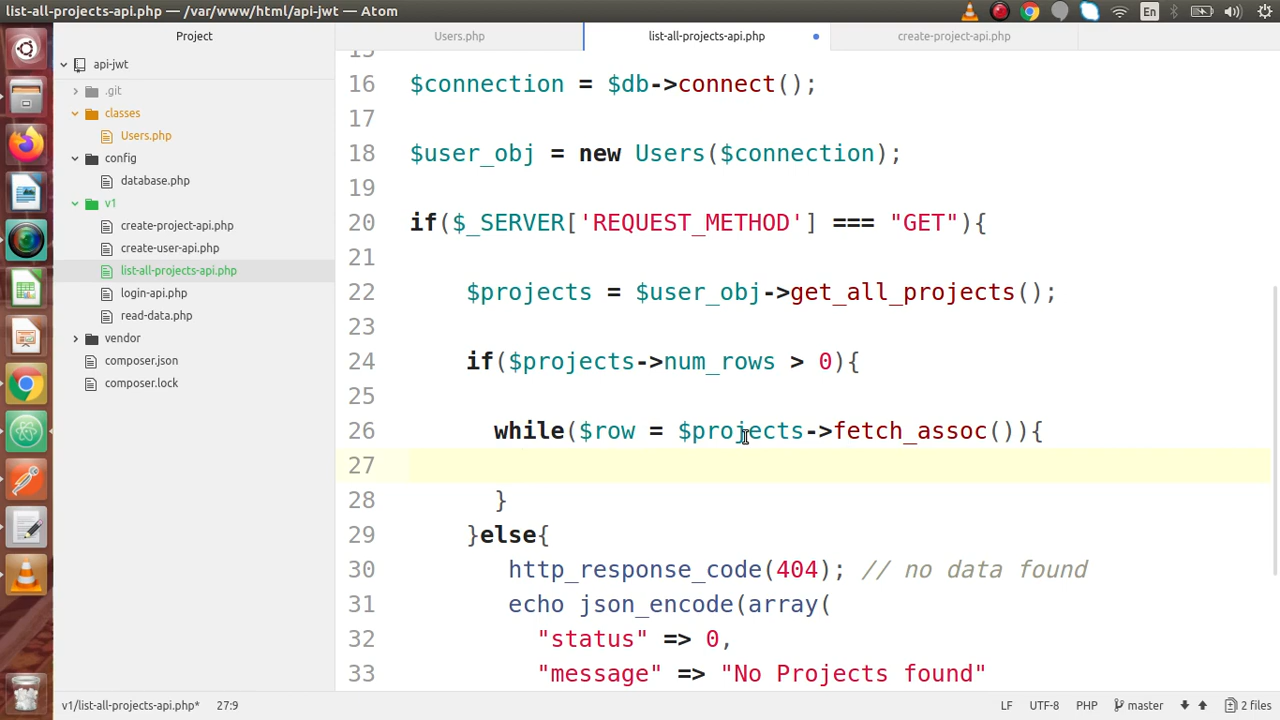 list-all-projects-api.php — /var/www/html/api-jwt — Atom
En
Project
Users.php
list-all-projects-api.php
create-project-api.php
api-jwt
.git
classes
Users.php
config
database.php
v1
create-project-api.php
create-user-api.php
list-all-projects-api.php
login-api.php
read-data.php
vendor
composer.json
composer.lock
15
16 $connection = $db->connect();
17
18 $user_obj = new Users($connection);
19
20 if($_SERVER['REQUEST_METHOD'] === "GET"){
21
22 $projects = $user_obj->get_all_projects();
23
24 if($projects->num_rows > 0){
25
26 while($row = $projects->fetch_assoc()){
27
28 }
29 }else{
30 http_response_code(404); // no data found
31 echo json_encode(array(
32 "status" => 0,
33 "message" => "No Projects found"
v1/list-all-projects-api.php* 27:9
LF UTF-8 PHP master 2 files